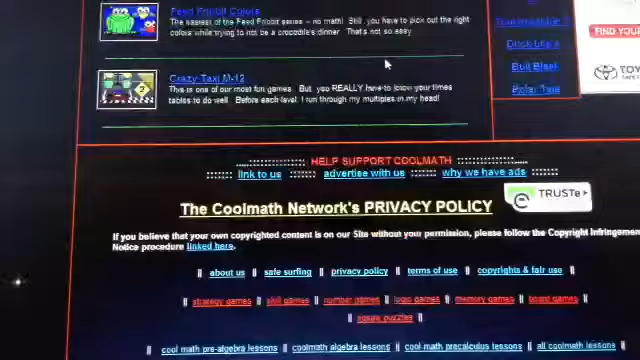 Feed Fribbit Colors
The easiest of the Feed Fribbit series -- no math! Still, you have to pick out the right
colors while trying to not be a crocodile's dinner. That's not so easy.
Crazy-Taxi M-12
This is one of our most fun games. But, you REALLY have to know your times
tables to do well. Before each level, I run through my multiples in my head!
FIND YOUR
TOY
HELP SUPPORT COOLMATH
link to us
advertise with us
why we have ads
The Coolmath Network's PRIVACY POLICY
TRUSTe
If you believe that your own copyrighted content is on our Site without your permission, please follow the Copyright Infringemen
Notice procedure linked here.
|| about us || safe surfing || privacy policy || terms of use || copyrights & fair use ||
|| strategy games || skill games || number games || logic games || memory games || board games ||
|| jigsaw puzzles ||
|| cool math pre-algebra lessons || coolmath algebra lessons || cool math precalculus lessons || all coolmath lessons ||